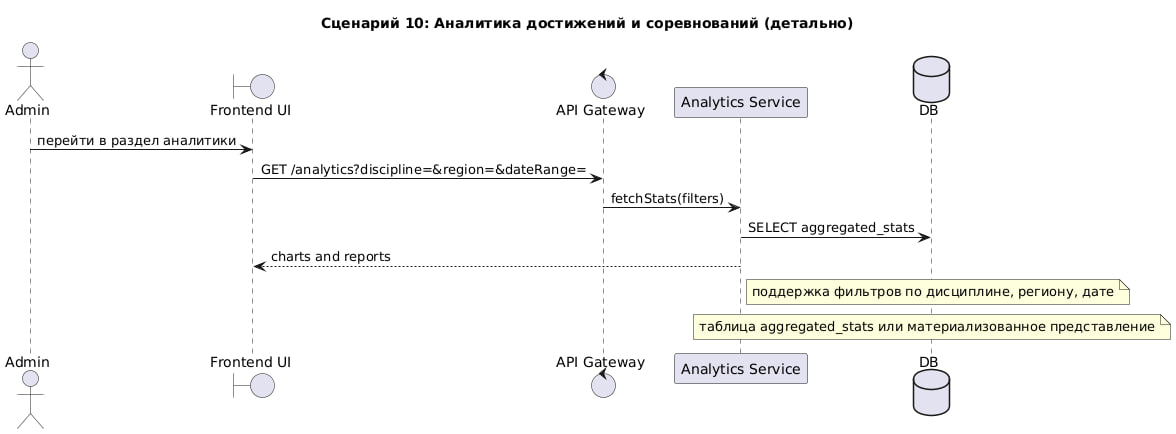 Сценарий 10: Аналитика достижений и соревнований (детально)
Admin
Frontend UI
API Gateway
Analytics Service
DB
перейти в раздел аналитики
GET /analytics?discipline=&region=&dateRange=
fetchStats(filters)
SELECT aggregated_stats
charts and reports
поддержка фильтров по дисциплине, региону, дате
таблица aggregated_stats или материализованное представление
Admin
Frontend UI
API Gateway
Analytics Service
DB